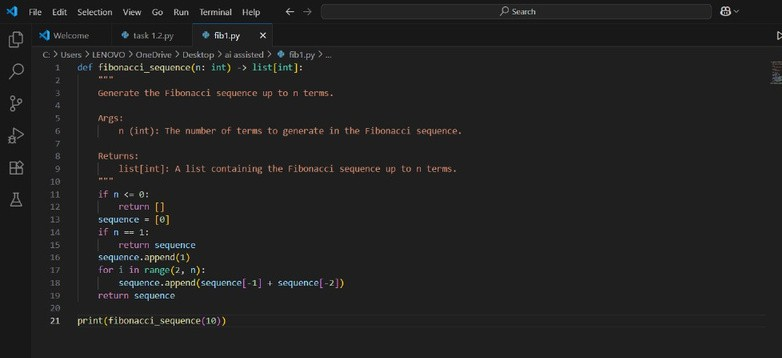 File Edit Selection View Go Run Terminal Help ← → Search
Welcome task 1.2.py fib1.py ×
C: > Users > LENOVO > OneDrive > Desktop > ai assisted > fib1.py > ...
1 def fibonacci_sequence(n: int) -> list[int]:
2 """
3 Generate the Fibonacci sequence up to n terms.
4
5 Args:
6 n (int): The number of terms to generate in the Fibonacci sequence.
7
8 Returns:
9 list[int]: A list containing the Fibonacci sequence up to n terms.
10 """
11 if n <= 0:
12 return []
13 sequence = [0]
14 if n == 1:
15 return sequence
16 sequence.append(1)
17 for i in range(2, n):
18 sequence.append(sequence[-1] + sequence[-2])
19 return sequence
20
21 print(fibonacci_sequence(10))